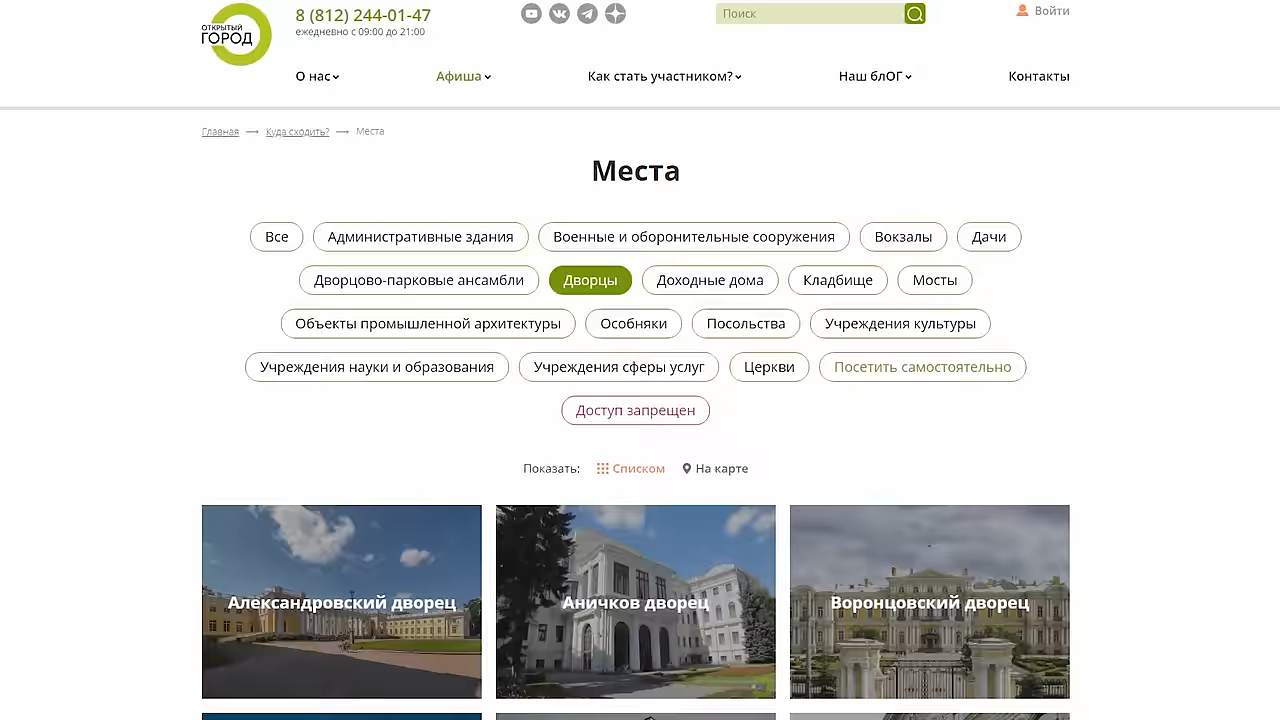 ОТКРЫТЫЙ
ГОРОД
8 (812) 244-01-47
ежедневно с 09:00 до 21:00
Поиск
Войти
О нас
Афиша
Как стать участником?
Наш блОГ
Контакты
Главная → Куда сходить? → Места
Места
Все Административные здания Военные и оборонительные сооружения Вокзалы Дачи
Дворцово-парковые ансамбли Дворцы Доходные дома Кладбище Мосты
Объекты промышленной архитектуры Особняки Посольства Учреждения культуры
Учреждения науки и образования Учреждения сферы услуг Церкви Посетить самостоятельно
Доступ запрещен
Показать: Списком На карте
Александровский дворец
Аничков дворец
Воронцовский дворец